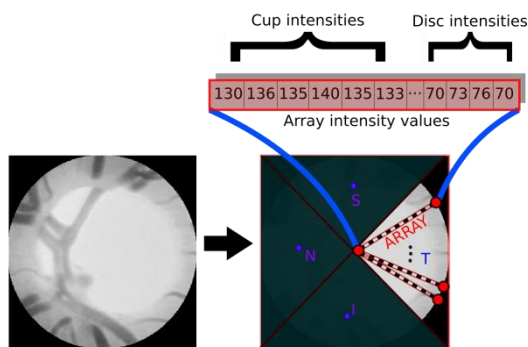 Cup intensities Disc intensities
130 136 135 140 135 133 ... 70 73 76 70
Array intensity values
S
ARRAY
N T
I